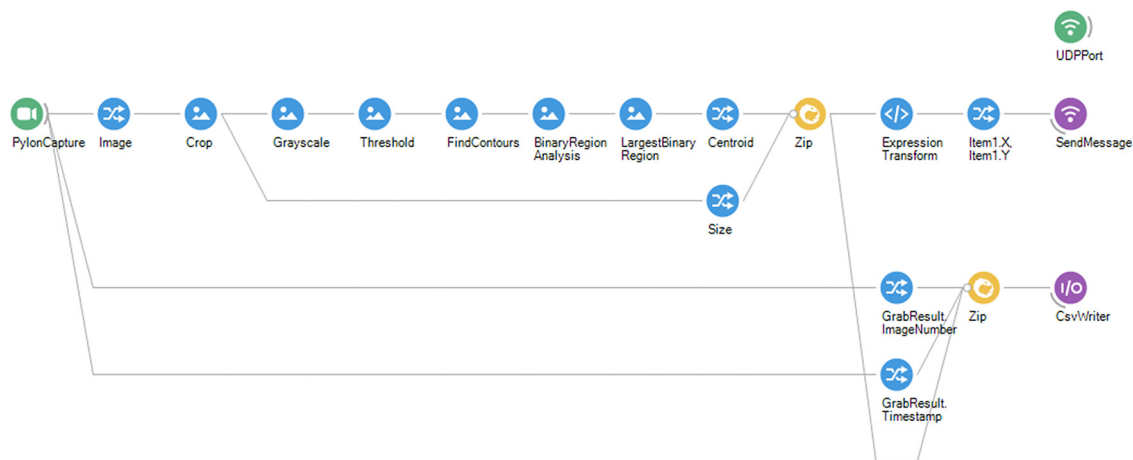 UDPPort
PylonCapture
Image
Crop
Grayscale
Threshold
FindContours
BinaryRegion
Analysis
LargestBinary
Region
Centroid
Zip
Expression
Transform
Item1.X,
Item1.Y
SendMessage
Size
GrabResult.
ImageNumber
Zip
I/O
CsvWriter
GrabResult.
Timestamp